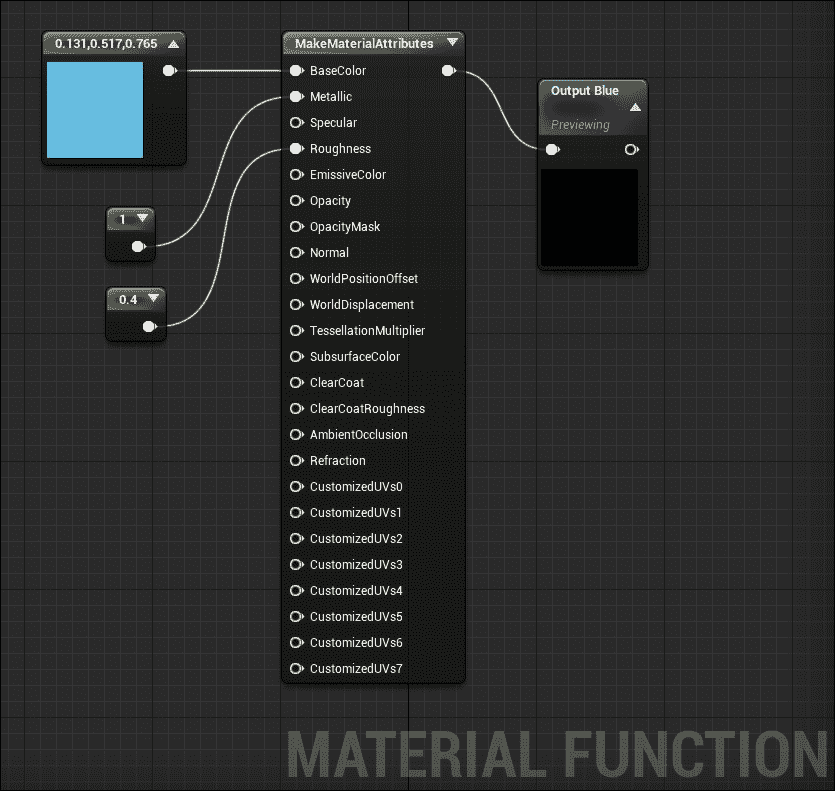 0.131,0.517,0.765
MakeMaterialAttributes
BaseColor
Metallic
Specular
Roughness
EmissiveColor
Opacity
OpacityMask
Normal
WorldPositionOffset
WorldDisplacement
TessellationMultiplier
SubsurfaceColor
ClearCoat
ClearCoatRoughness
AmbientOcclusion
Refraction
CustomizedUVs0
CustomizedUVs1
CustomizedUVs2
CustomizedUVs3
CustomizedUVs4
CustomizedUVs5
CustomizedUVs6
CustomizedUVs7
1
0.4
Output Blue
Previewing
MATERIAL FUNCTION